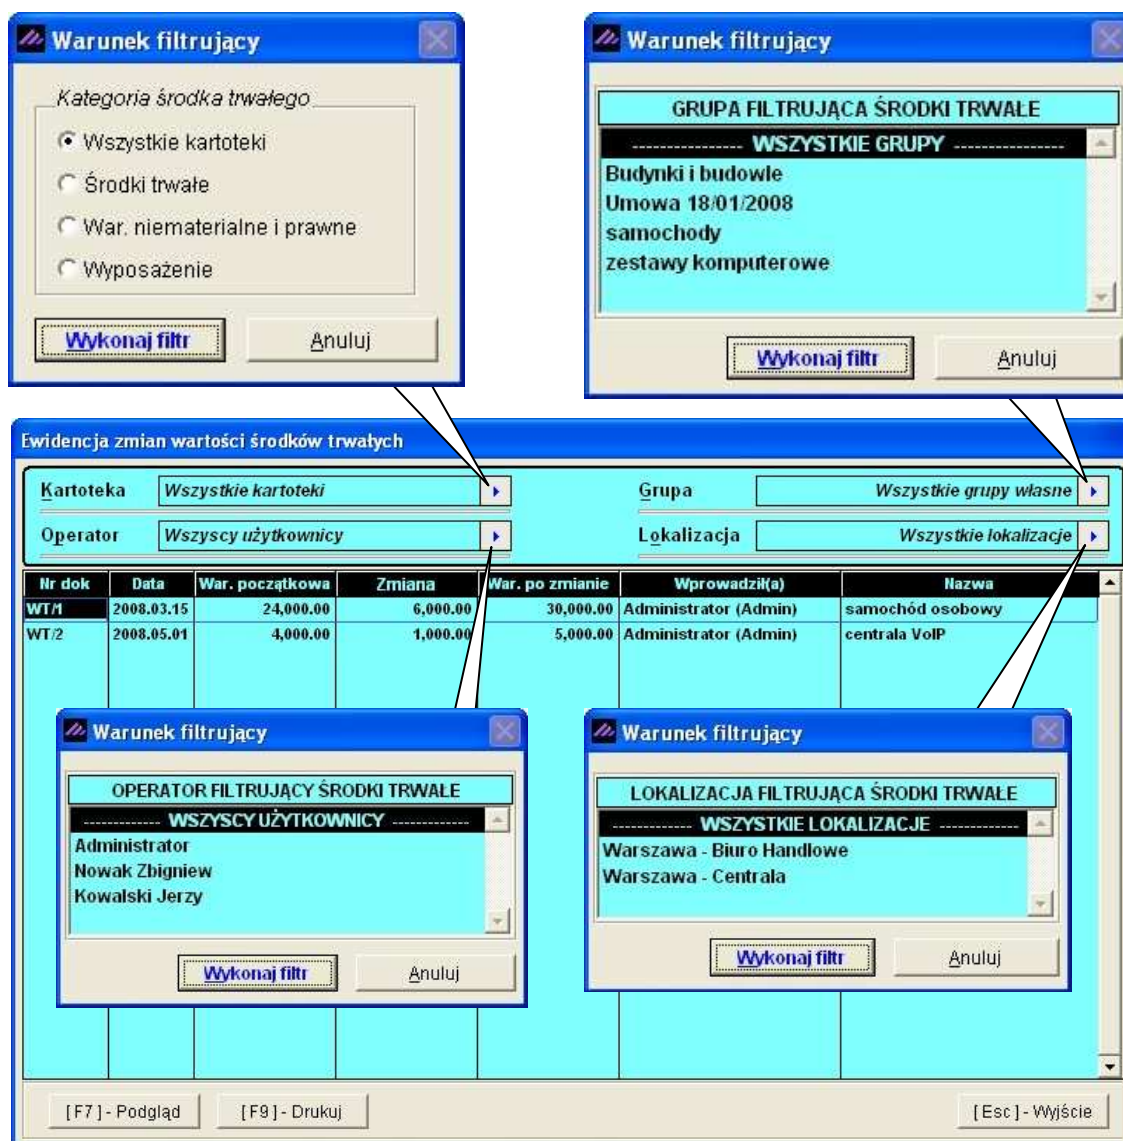 Warunek filtrujący
Kategoria środka trwałego
Wszystkie kartoteki
Środki trwałe
War. niematerialne i prawne
Wyposażenie
Wykonaj filtr Anuluj
Warunek filtrujący
GRUPA FILTRUJĄCA ŚRODKI TRWAŁE
---------------- WSZYSTKIE GRUPY ----------------
Budynki i budowle
Umowa 18/01/2008
samochody
zestawy komputerowe
Wykonaj filtr Anuluj
Ewidencja zmian wartości środków trwałych
Kartoteka Wszystkie kartoteki Grupa Wszystkie grupy własne
Operator Wszyscy użytkownicy Lokalizacja Wszystkie lokalizacje
Nr dok Data War. początkowa Zmiana War. po zmianie Wprowadził(a) Nazwa
WT/1 2008.03.15 24,000.00 6,000.00 30,000.00 Administrator (Admin) samochód osobowy
WT/2 2008.05.01 4,000.00 1,000.00 5,000.00 Administrator (Admin) centrala VoIP
Warunek filtrujący
OPERATOR FILTRUJĄCY ŚRODKI TRWAŁE
------------- WSZYSCY UŻYTKOWNICY -------------
Administrator
Nowak Zbigniew
Kowalski Jerzy
Wykonaj filtr Anuluj
Warunek filtrujący
LOKALIZACJA FILTRUJĄCA ŚRODKI TRWAŁE
------------- WSZYSTKIE LOKALIZACJE -------------
Warszawa - Biuro Handlowe
Warszawa - Centrala
Wykonaj filtr Anuluj
[ F7 ] - Podgląd [ F9 ] - Drukuj [ Esc ] - Wyjście